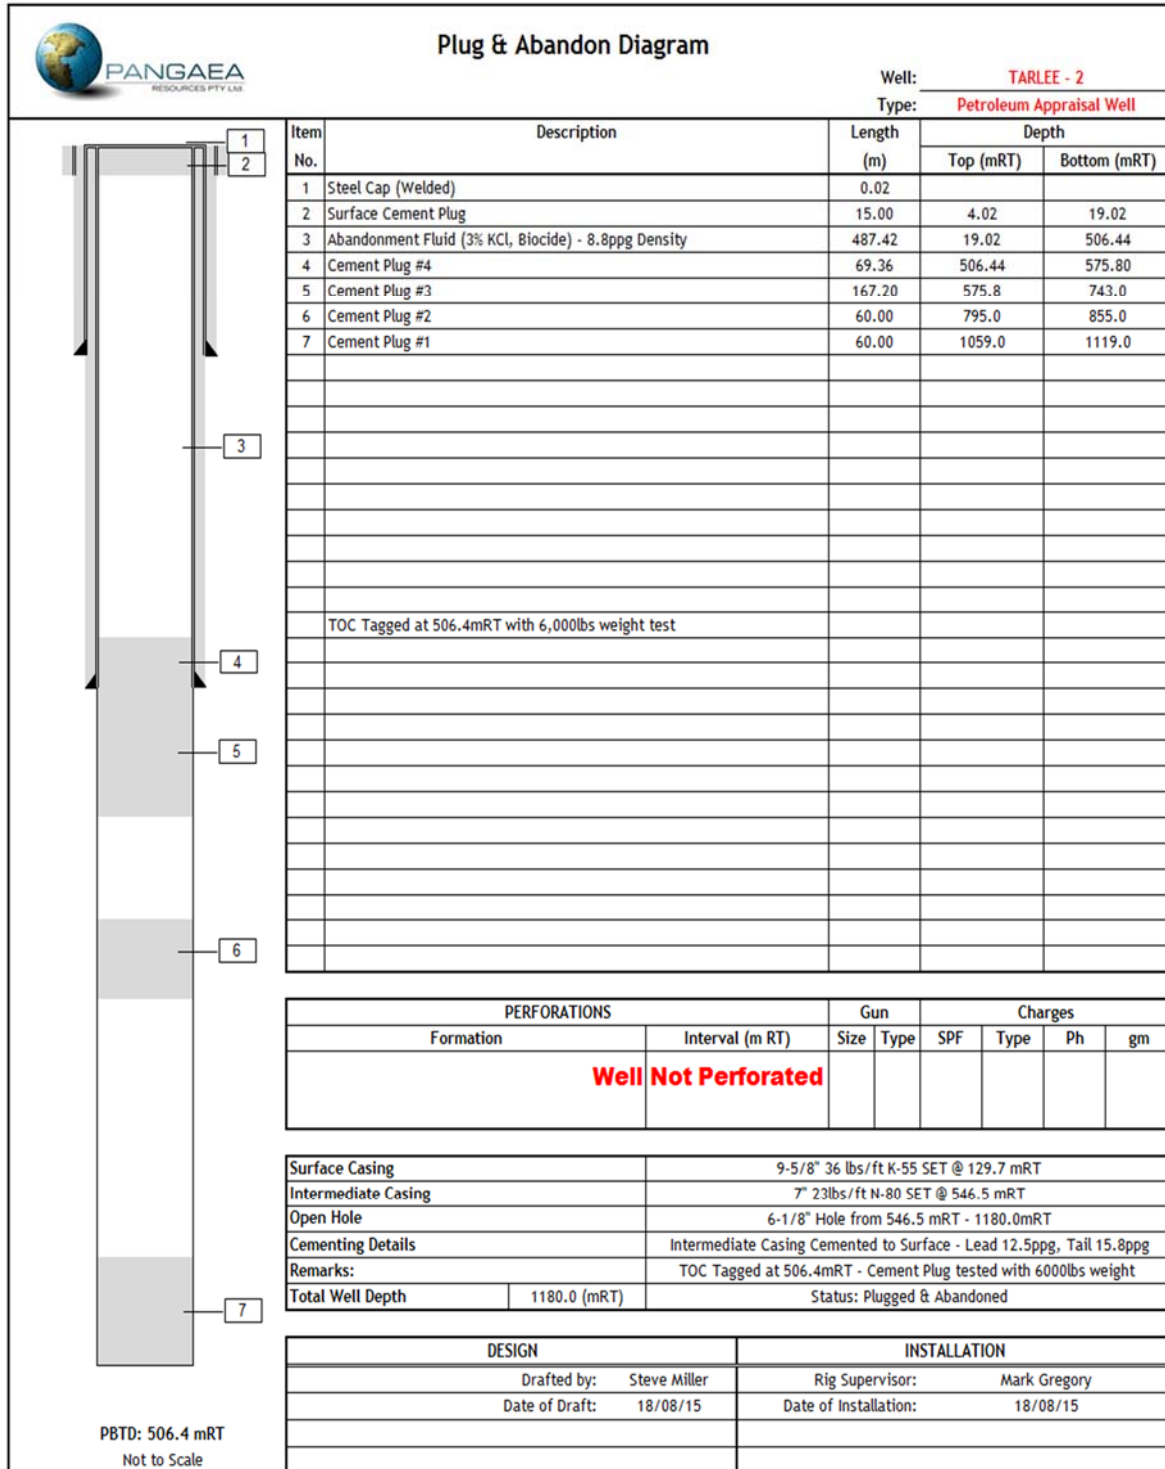 Plug & Abandon Diagram
PANGAEA
RESOURCES PTY Ltd.
Well: TARLEE - 2
Type: Petroleum Appraisal Well
Item No. Description Length (m) Depth
Top (mRT) Bottom (mRT)
1 Steel Cap (Welded) 0.02
2 Surface Cement Plug 15.00 4.02 19.02
3 Abandonment Fluid (3% KCl, Biocide) - 8.8ppg Density 487.42 19.02 506.44
4 Cement Plug #4 69.36 506.44 575.80
5 Cement Plug #3 167.20 575.8 743.0
6 Cement Plug #2 60.00 795.0 855.0
7 Cement Plug #1 60.00 1059.0 1119.0
TOC Tagged at 506.4mRT with 6,000lbs weight test
1
2
3
4
5
6
7
PERFORATIONS Gun Charges
Formation Interval (m RT) Size Type SPF Type Ph gm
Well Not Perforated
Surface Casing 9-5/8" 36 lbs/ft K-55 SET @ 129.7 mRT
Intermediate Casing 7" 23lbs/ft N-80 SET @ 546.5 mRT
Open Hole 6-1/8" Hole from 546.5 mRT - 1180.0mRT
Cementing Details Intermediate Casing Cemented to Surface - Lead 12.5ppg, Tail 15.8ppg
Remarks: TOC Tagged at 506.4mRT - Cement Plug tested with 6000lbs weight
Total Well Depth 1180.0 (mRT) Status: Plugged & Abandoned
DESIGN INSTALLATION
Drafted by: Steve Miller Rig Supervisor: Mark Gregory
Date of Draft: 18/08/15 Date of Installation: 18/08/15
PBTD: 506.4 mRT
Not to Scale